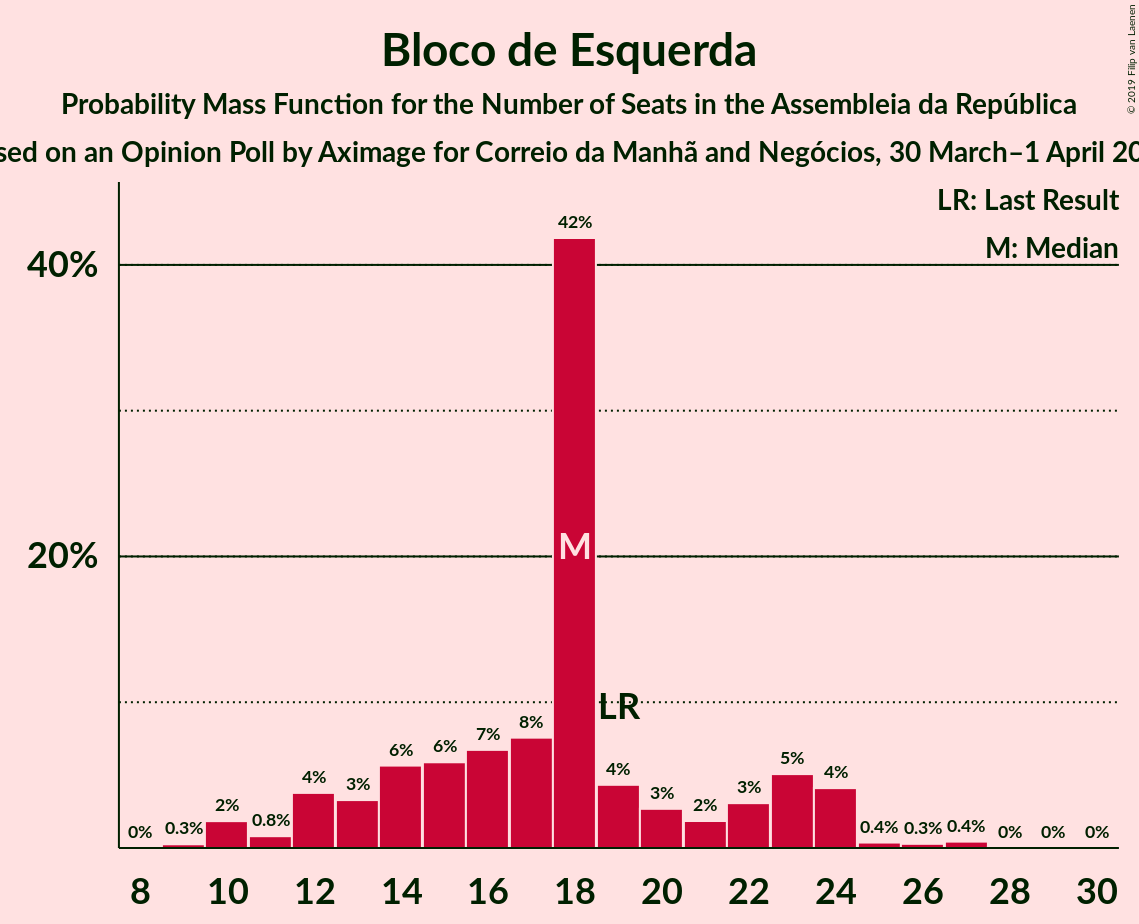 Bloco de Esquerda
Probability Mass Function for the Number of Seats in the Assembleia da República
on an Opinion Poll by Aximage for Correio da Manhã and Negócios, 30 March–1 April
© 2019 Filip van Laenen
LR: Last Result
M: Median
40%
20%
0%
0.3%
2%
0.8%
4%
3%
6%
6%
7%
8%
42%
4%
3%
2%
3%
5%
4%
0.4%
0.3%
0.4%
0%
0%
0%
M
LR
8 10 12 14 16 18 20 22 24 26 28 30